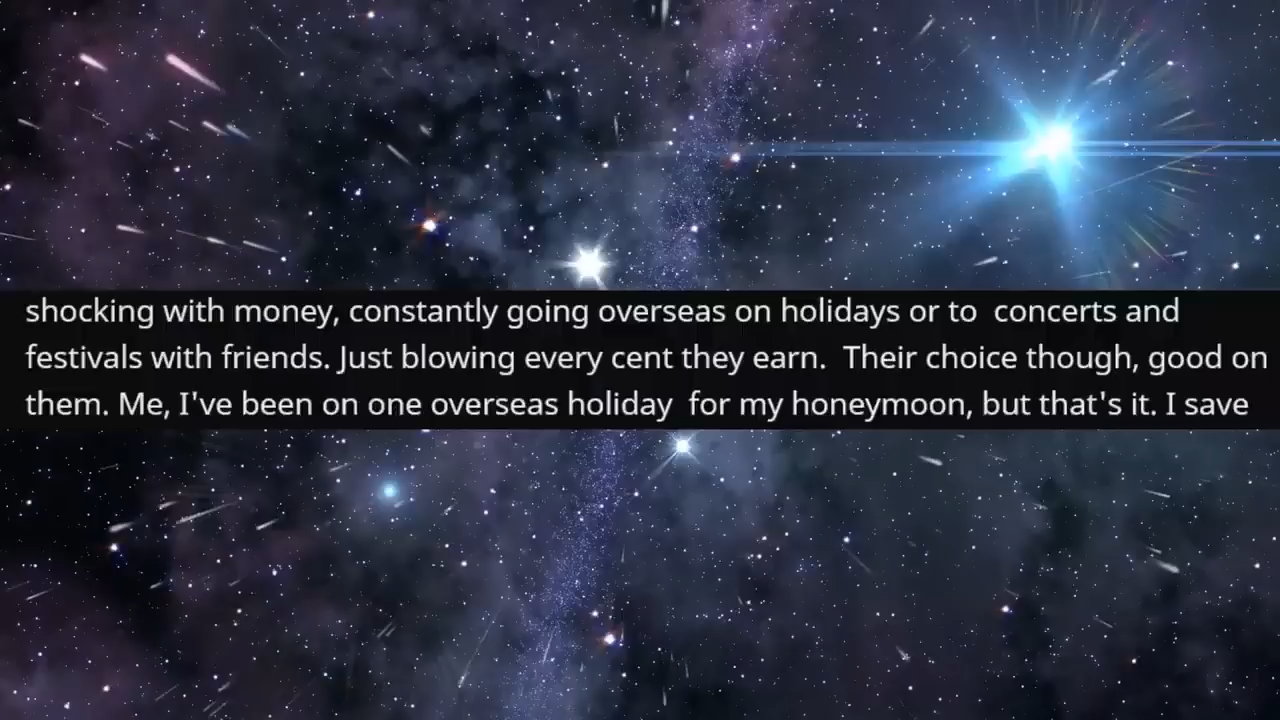 shocking with money, constantly going overseas on holidays or to  concerts and
festivals with friends. Just blowing every cent they earn.  Their choice though, good on
them. Me, I've been on one overseas holiday  for my honeymoon, but that's it. I save